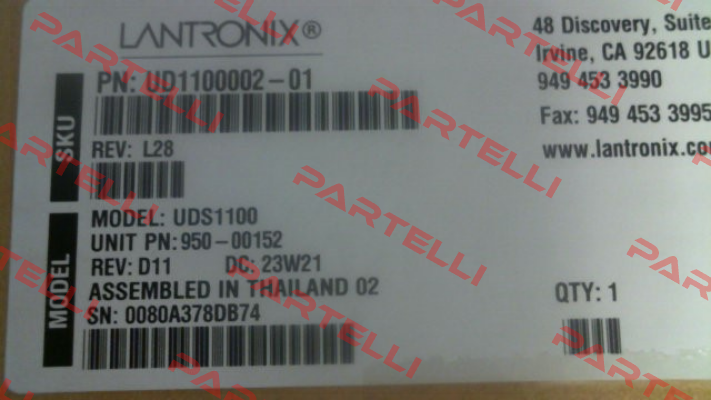 LANTRONIX®
48 Discovery, Suite
Irvine, CA 92618 U
949 453 3990
Fax: 949 453 3995
www.lantronix.co
SKU
PN: UD1100002-01
REV: L28
MODEL
MODEL: UDS1100
UNIT PN: 950-00152
REV: D11 DC: 23W21
ASSEMBLED IN THAILAND 02
SN: 0080A378DB74
QTY: 1
PARTELLI
PARTELLI
PARTELLI
PARTELLI
PARTELLI
PARTELLI